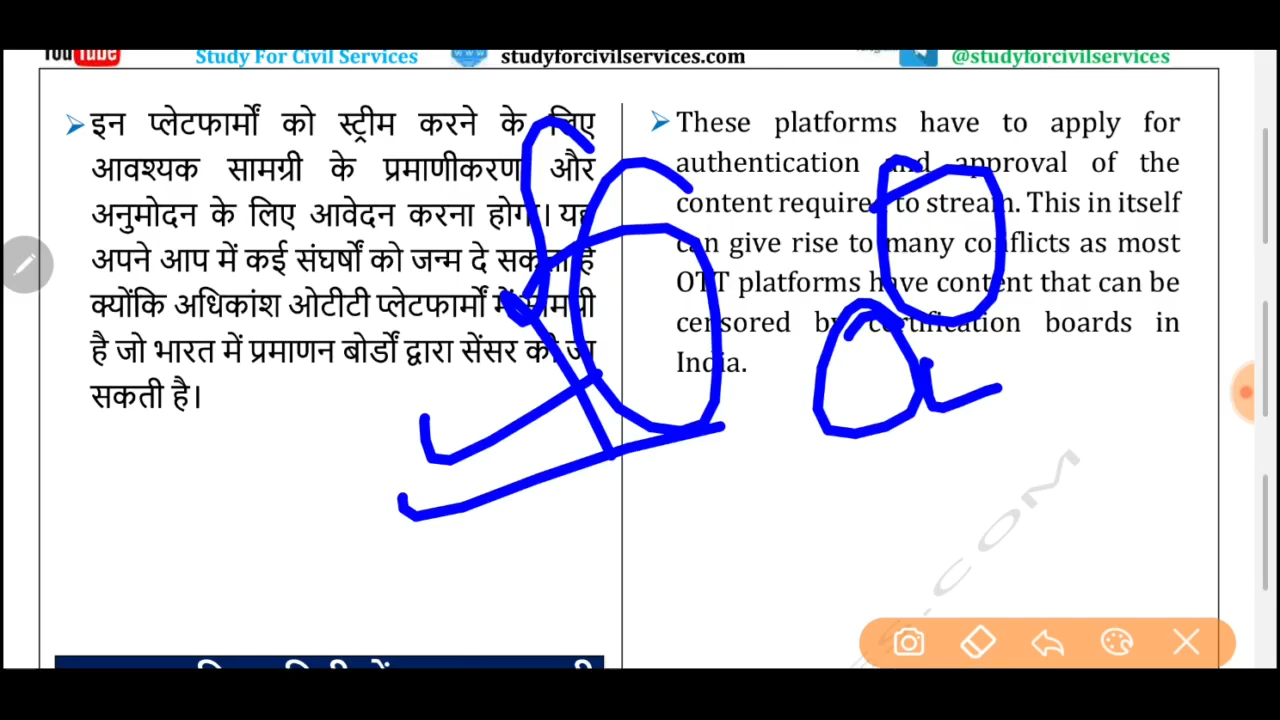 YouTube
Study For Civil Services
studyforcivilservices.com
@studyforcivilservices
इन प्लेटफार्मों को स्ट्रीम करने के लिए
आवश्यक सामग्री के प्रमाणीकरण और
अनुमोदन के लिए आवेदन करना होगा। यह
अपने आप में कई संघर्षों को जन्म दे सकता है
क्योंकि अधिकांश ओटीटी प्लेटफार्मों में सामग्री
है जो भारत में प्रमाणन बोर्डों द्वारा सेंसर की जा
सकती है।
These platforms have to apply for
authentication and approval of the
content required to stream. This in itself
can give rise to many conflicts as most
OTT platforms have content that can be
censored by certification boards in
India.
.COM